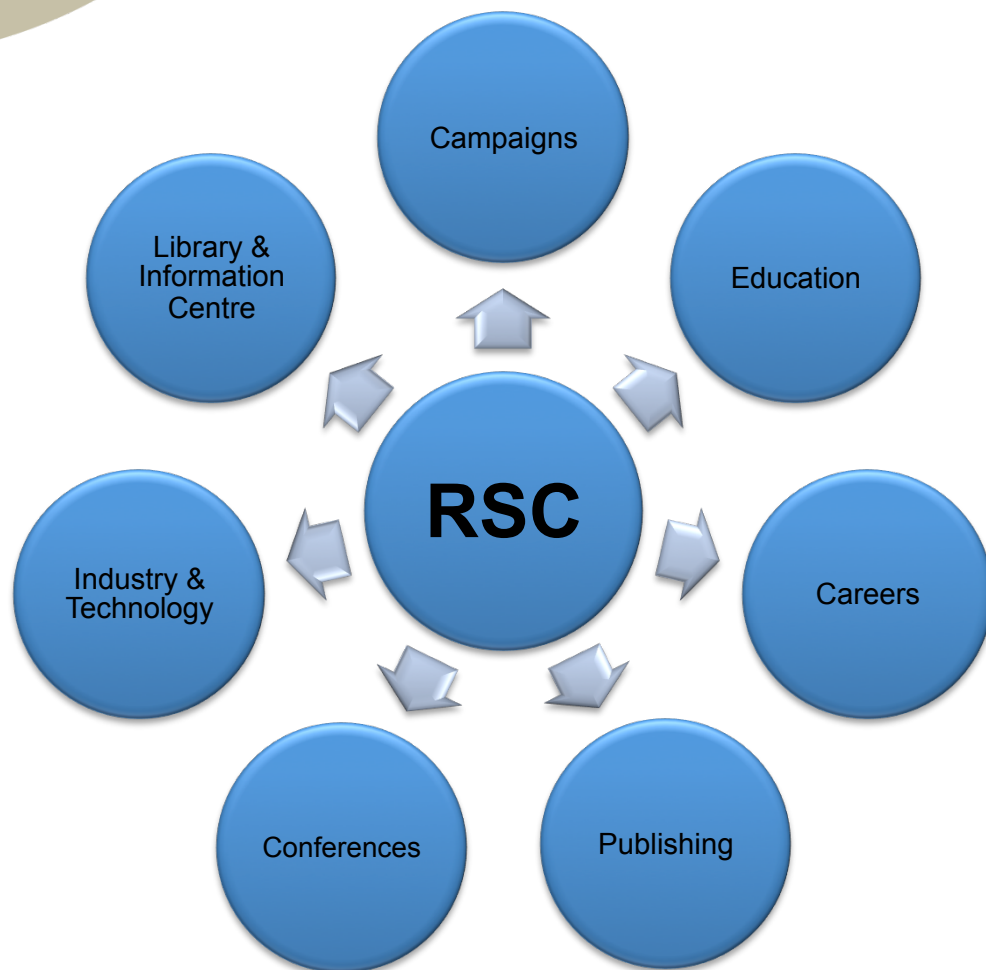 Campaigns
Library &
Information
Centre
Education
RSC
Industry &
Technology
Careers
Conferences
Publishing